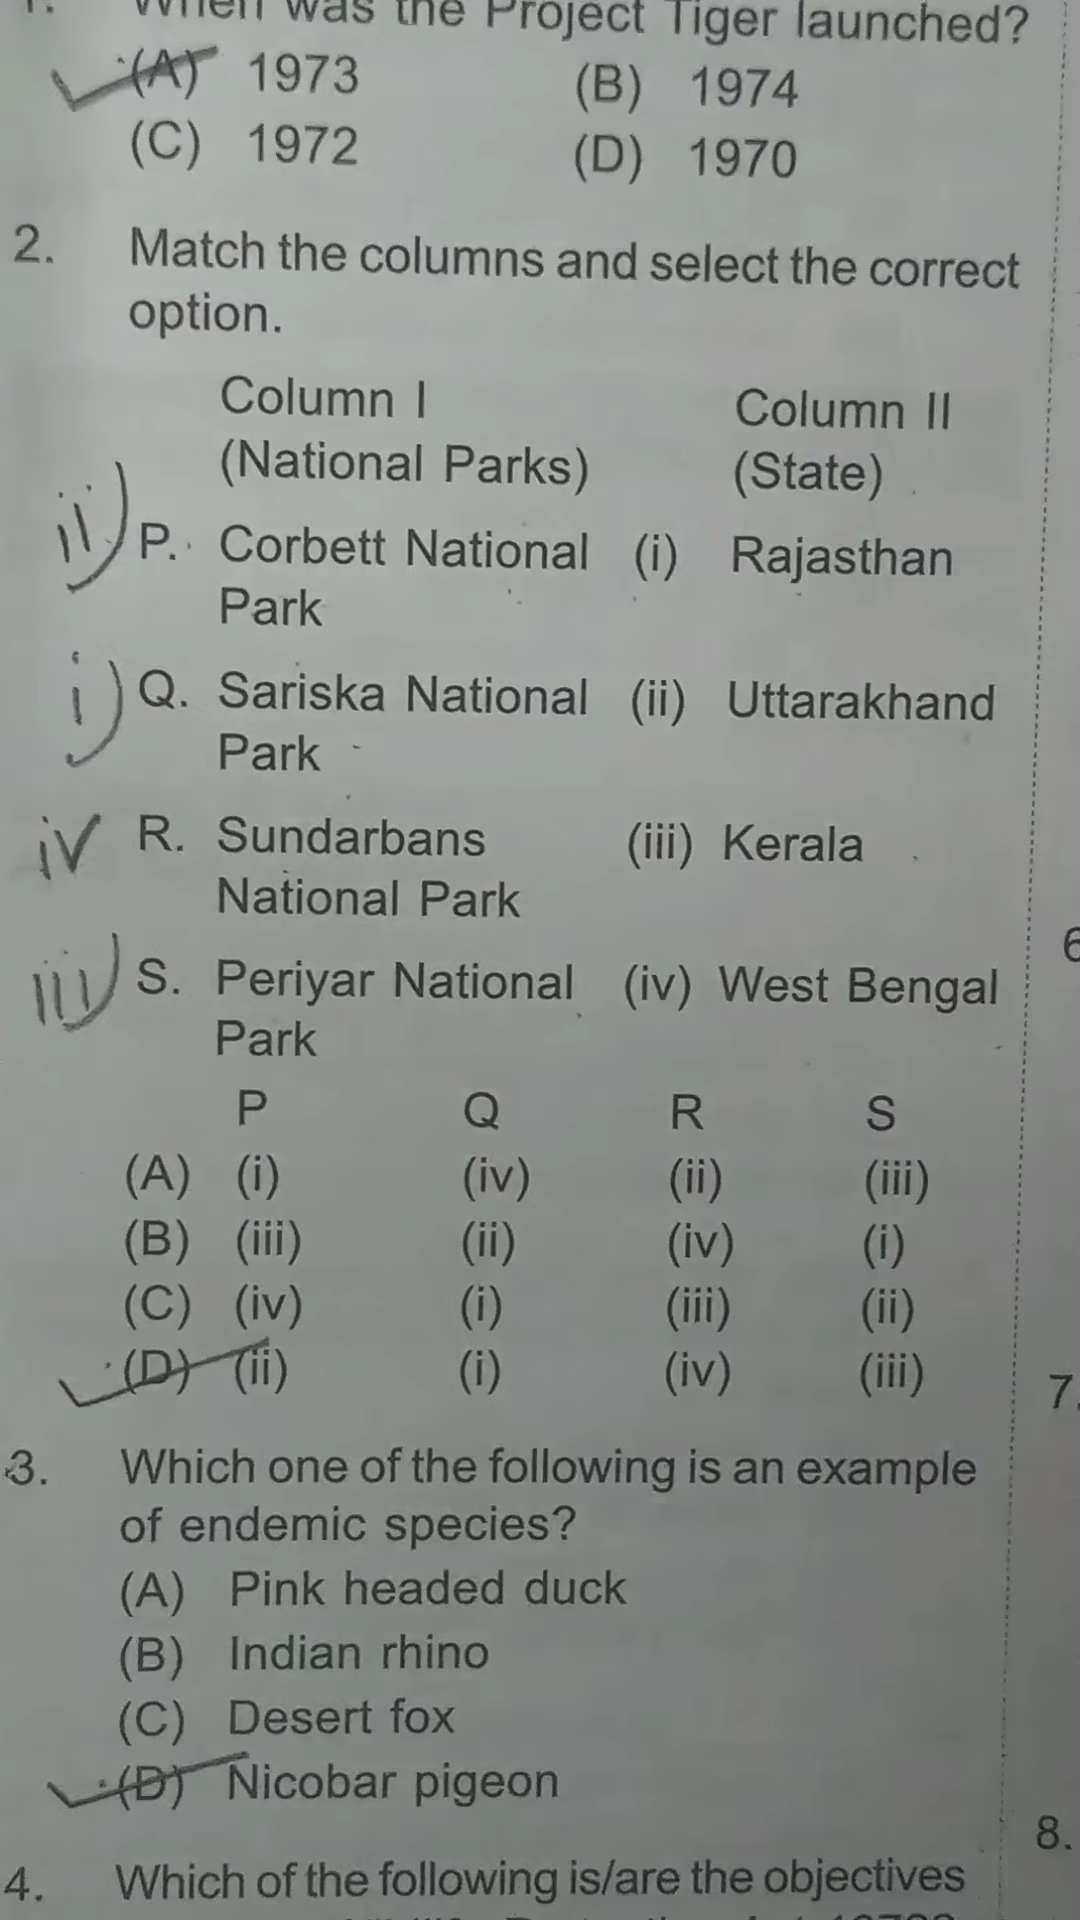 1. When was the Project Tiger launched?
(A) 1973 (B) 1974
(C) 1972 (D) 1970
2. Match the columns and select the correct
option.
Column I Column II
(National Parks) (State)
ii) P. Corbett National (i) Rajasthan
Park
i) Q. Sariska National (ii) Uttarakhand
Park
iv R. Sundarbans (iii) Kerala
National Park
iii) S. Periyar National (iv) West Bengal
Park
P Q R S
(A) (i) (iv) (ii) (iii)
(B) (iii) (ii) (iv) (i)
(C) (iv) (i) (iii) (ii)
(D) (ii) (i) (iv) (iii)
3. Which one of the following is an example
of endemic species?
(A) Pink headed duck
(B) Indian rhino
(C) Desert fox
(D) Nicobar pigeon
4. Which of the following is/are the objectives
6
7.
8.